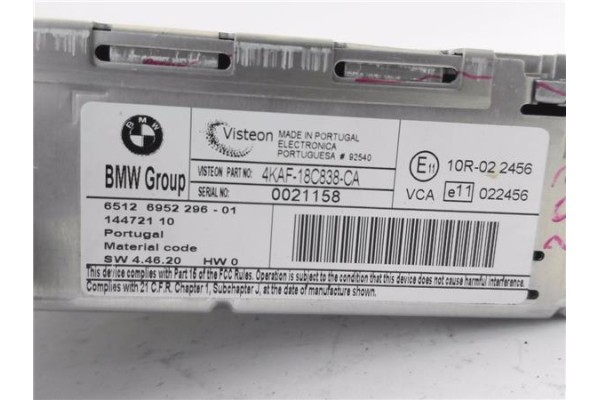 BMW
BMW Group
Visteon
MADE IN PORTUGAL
ELECTRONICA
PORTUGUESA # 92540
VISTEON PART NO: 4KAF-18C838-CA
SERIAL NO: 0021158
E11 10R-02 2456
VCA e11 022456
6512 6952 296-01
144721 10
Portugal
Material code
SW 4.46.20 HW 0
This device complies with Part 15 of the FCC Rules. Operation is subject to the condition that this device does not cause harmful interference.
Complies with 21 C.F.R. Chapter 1, Subchapter J, at the date of manufacture shown.